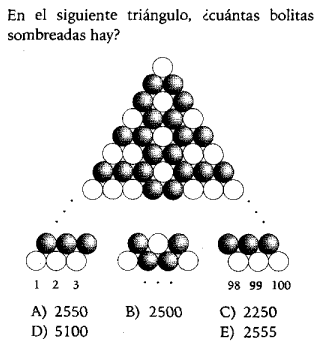 En el siguiente triángulo, ¿cuántas bolitas
sombreadas hay?
1 2 3 · · · · 98 99 100
A) 2550 B) 2500 C) 2250
D) 5100 E) 2555